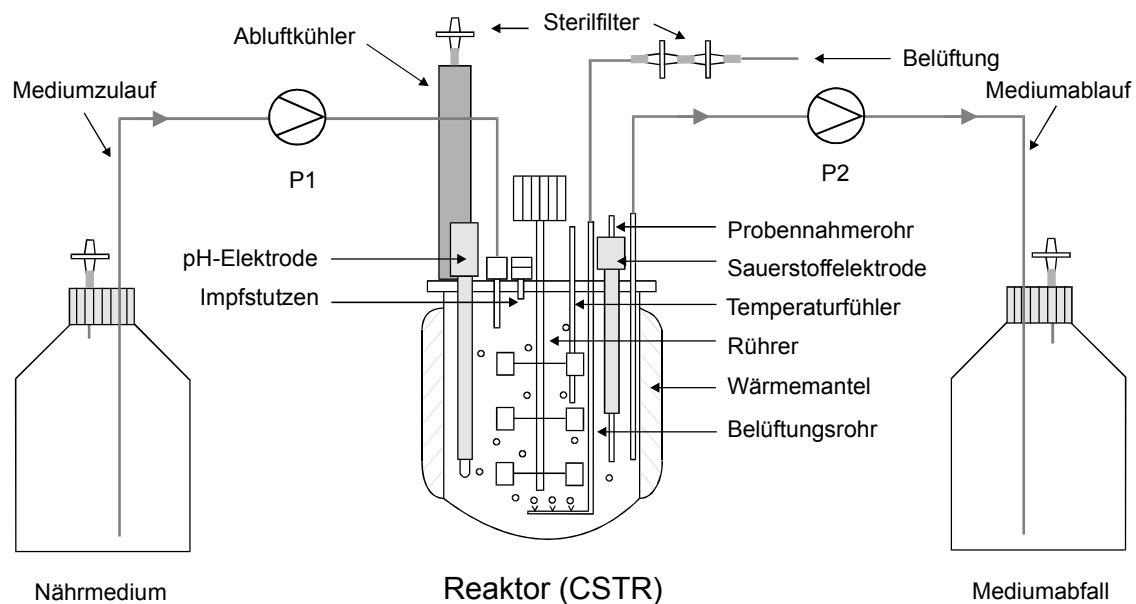 Sterilfilter
Abluftkühler
Belüftung
Mediumzulauf
Mediumablauf
P1
P2
Probennahmerohr
pH-Elektrode
Sauerstoffelektrode
Impfstutzen
Temperaturfühler
Rührer
Wärmemantel
Belüftungsrohr
Nährmedium
Reaktor (CSTR)
Mediumabfall